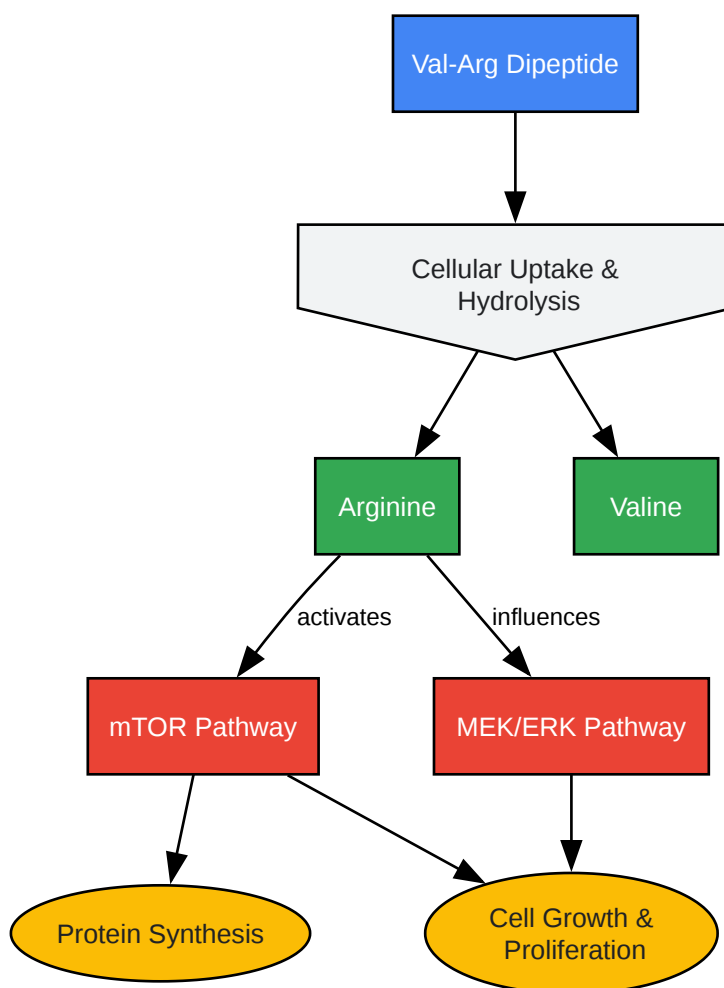 Val-Arg Dipeptide
Cellular Uptake &
Hydrolysis
Arginine
Valine
activates
influences
mTOR Pathway
MEK/ERK Pathway
Protein Synthesis
Cell Growth &
Proliferation